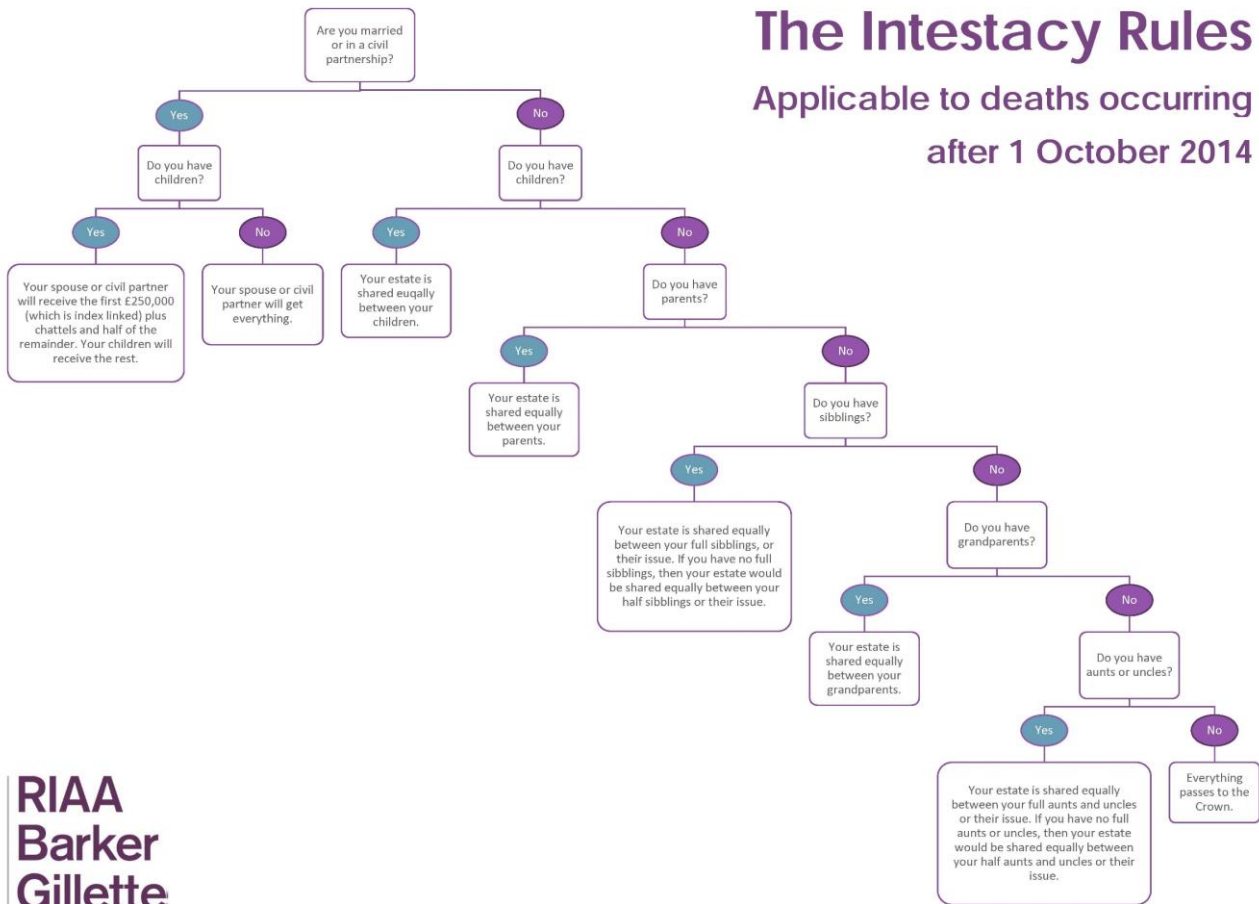 The Intestacy Rules
Applicable to deaths occurring
after 1 October 2014
Are you married
or in a civil
partnership?
Yes
No
Do you have
children?
Do you have
children?
Yes
No
Yes
No
Your spouse or civil partner
will receive the first £250,000
(which is index linked) plus
chattels and half of the
remainder. Your children will
receive the rest.
Your spouse or civil
partner will get
everything.
Your estate is
shared euqally
between your
children.
Do you have
parents?
Yes
No
Your estate is
shared equally
between your
parents.
Do you have
sibblings?
Yes
No
Your estate is shared equally
between your full sibblings, or
their issue. If you have no full
sibblings, then your estate would
be shared equally between your
half sibblings or their issue.
Do you have
grandparents?
Yes
No
Your estate is
shared equally
between your
grandparents.
Do you have
aunts or uncles?
Yes
No
Your estate is shared equally
between your full aunts and uncles
or their issue. If you have no full
aunts or uncles, then your estate
would be shared equally between
your half aunts and uncles or their
issue.
Everything
passes to the
Crown.
RIAA
Barker
Gillette